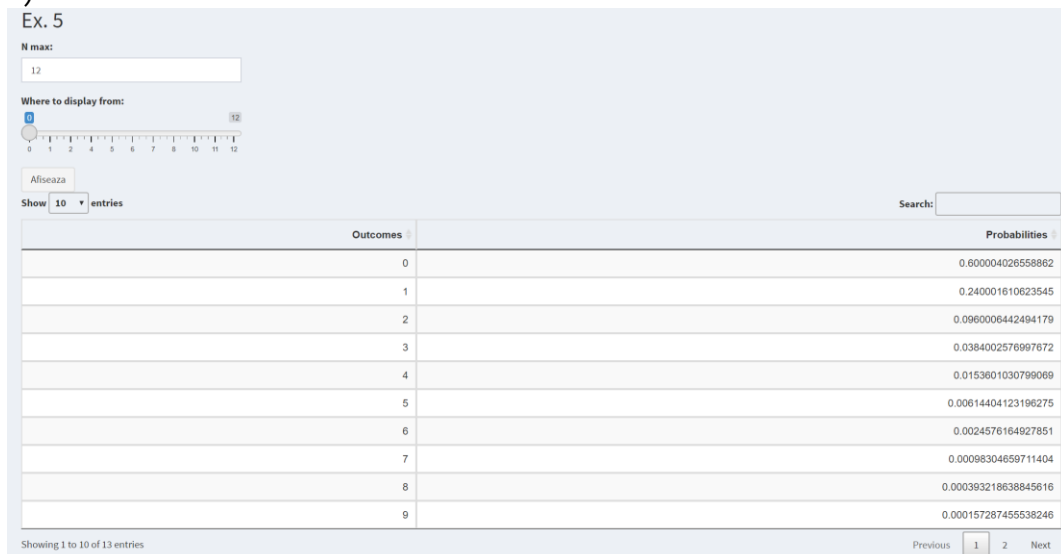 Ex. 5
N max:
12
Where to display from:
0 12
0 1 2 4 5 6 7 8 10 11 12
Afiseaza
Show 10 entries Search:
Outcomes Probabilities
0 0.600004026558862
1 0.240001610623545
2 0.0960006442494179
3 0.0384002576997672
4 0.0153601030799069
5 0.00614404123196275
6 0.0024576164927851
7 0.00098304659711404
8 0.000393218638845616
9 0.000157287455538246
Showing 1 to 10 of 13 entries Previous 1 2 Next